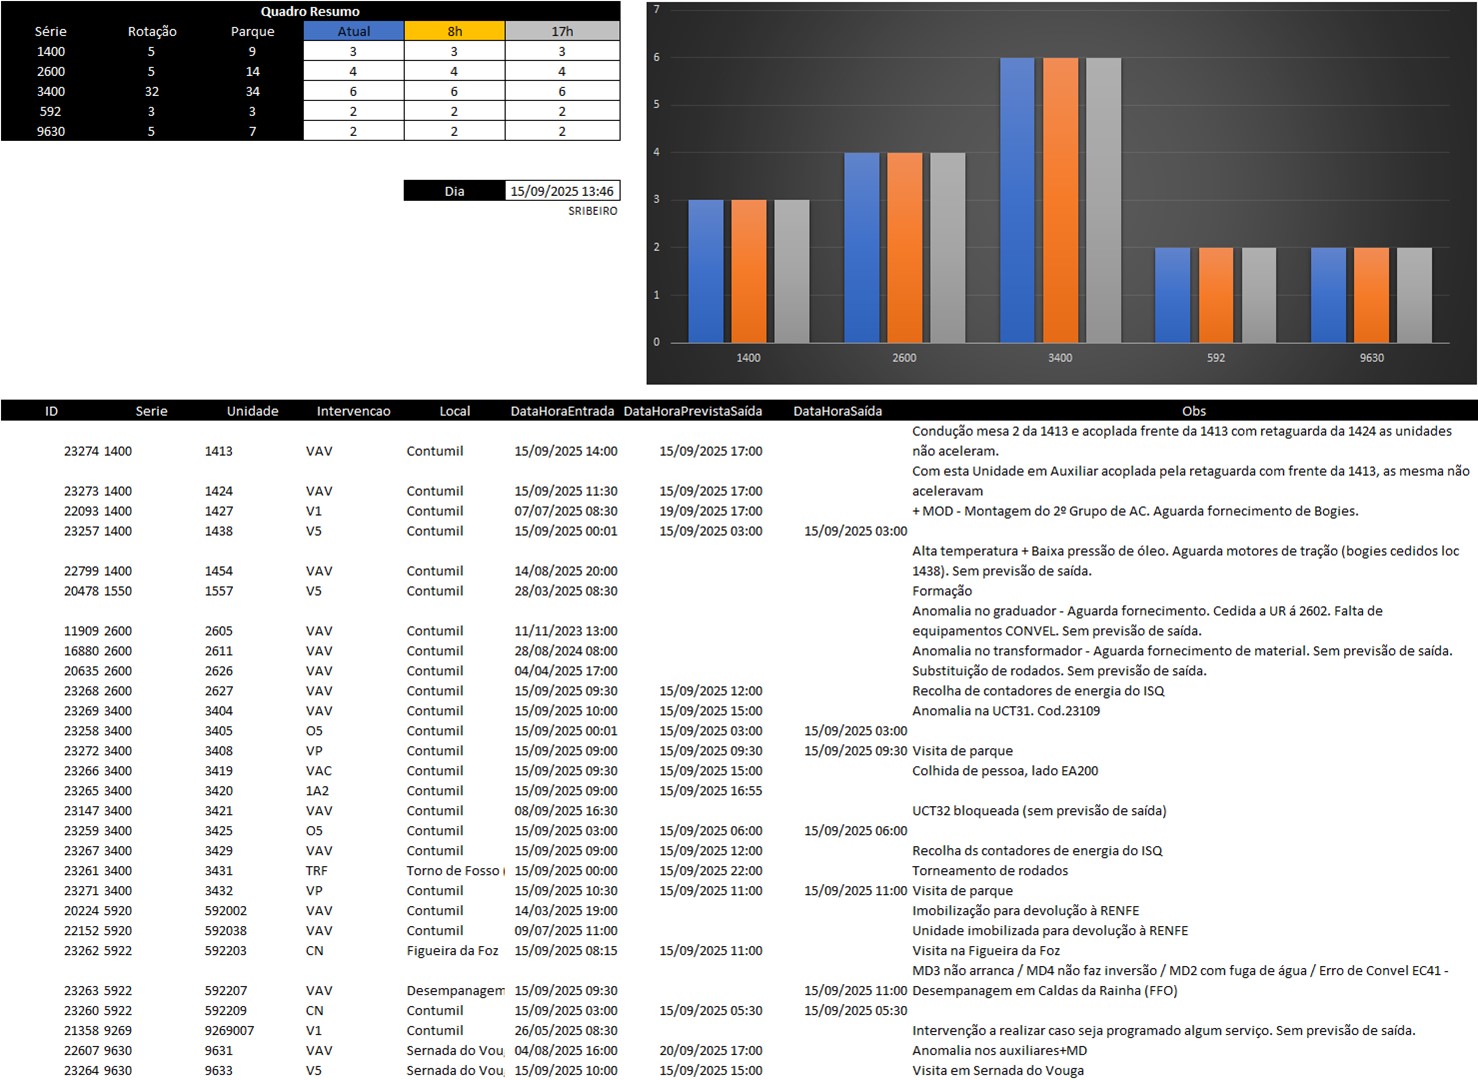 Quadro Resumo
Série Rotação Parque Atual 8h 17h
1400 5 9 3 3 3
2600 5 14 4 4 4
3400 32 34 6 6 6
592 3 3 2 2 2
9630 5 7 2 2 2
Dia 15/09/2025 13:46
SRIBEIRO
7
6
5
4
3
2
1
0
1400 2600 3400 592 9630
ID Serie Unidade Intervencao Local DataHoraEntrada DataHoraPrevistaSaída DataHoraSaída Obs
Condução mesa 2 da 1413 e acoplada frente da 1413 com retaguarda da 1424 as unidades
23274 1400 1413 VAV Contumil 15/09/2025 14:00 15/09/2025 17:00 não aceleram.
Com esta Unidade em Auxiliar acoplada pela retaguarda com frente da 1413, as mesma não
23273 1400 1424 VAV Contumil 15/09/2025 11:30 15/09/2025 17:00 aceleravam
22093 1400 1427 V1 Contumil 07/07/2025 08:30 19/09/2025 17:00 + MOD - Montagem do 2º Grupo de AC. Aguarda fornecimento de Bogies.
23257 1400 1438 V5 Contumil 15/09/2025 00:01 15/09/2025 03:00 15/09/2025 03:00
Alta temperatura + Baixa pressão de óleo. Aguarda motores de tração (bogies cedidos loc
22799 1400 1454 VAV Contumil 14/08/2025 20:00 1438). Sem previsão de saída.
20478 1550 1557 V5 Contumil 28/03/2025 08:30 Formação
Anomalia no graduador - Aguarda fornecimento. Cedida a UR á 2602. Falta de
11909 2600 2605 VAV Contumil 11/11/2023 13:00 equipamentos CONVEL. Sem previsão de saída.
16880 2600 2611 VAV Contumil 28/08/2024 08:00 Anomalia no transformador - Aguarda fornecimento de material. Sem previsão de saída.
20635 2600 2626 VAV Contumil 04/04/2025 17:00 Substituição de rodados. Sem previsão de saída.
23268 2600 2627 VAV Contumil 15/09/2025 09:30 15/09/2025 12:00 Recolha de contadores de energia do ISQ
23269 3400 3404 VAV Contumil 15/09/2025 10:00 15/09/2025 15:00 Anomalia na UCT31. Cod.23109
23258 3400 3405 O5 Contumil 15/09/2025 00:01 15/09/2025 03:00 15/09/2025 03:00
23272 3400 3408 VP Contumil 15/09/2025 09:00 15/09/2025 09:30 15/09/2025 09:30 Visita de parque
23266 3400 3419 VAC Contumil 15/09/2025 09:30 15/09/2025 15:00 Colhida de pessoa, lado EA200
23265 3400 3420 1A2 Contumil 15/09/2025 09:00 15/09/2025 16:55
23147 3400 3421 VAV Contumil 08/09/2025 16:30 UCT32 bloqueada (sem previsão de saída)
23259 3400 3425 O5 Contumil 15/09/2025 03:00 15/09/2025 06:00 15/09/2025 06:00
23267 3400 3429 VAV Contumil 15/09/2025 09:00 15/09/2025 12:00 Recolha ds contadores de energia do ISQ
23261 3400 3431 TRF Torno de Fosso ( 15/09/2025 00:00 15/09/2025 22:00 Torneamento de rodados
23271 3400 3432 VP Contumil 15/09/2025 10:30 15/09/2025 11:00 15/09/2025 11:00 Visita de parque
20224 5920 592002 VAV Contumil 14/03/2025 19:00 Imobilização para devolução à RENFE
22152 5920 592038 VAV Contumil 09/07/2025 11:00 Unidade imobilizada para devolução à RENFE
23262 5922 592203 CN Figueira da Foz 15/09/2025 08:15 15/09/2025 11:00 Visita na Figueira da Foz
MD3 não arranca / MD4 não faz inversão / MD2 com fuga de água / Erro de Convel EC41 -
23263 5922 592207 VAV Desempanagem 15/09/2025 09:30 15/09/2025 11:00 Desempanagem em Caldas da Rainha (FFO)
23260 5922 592209 CN Contumil 15/09/2025 03:00 15/09/2025 05:30 15/09/2025 05:30
21358 9269 9269007 V1 Contumil 26/05/2025 08:30 Intervenção a realizar caso seja programado algum serviço. Sem previsão de saída.
22607 9630 9631 VAV Sernada do Voug 04/08/2025 16:00 20/09/2025 17:00 Anomalia nos auxiliares+MD
23264 9630 9633 V5 Sernada do Voug 15/09/2025 10:00 15/09/2025 15:00 Visita em Sernada do Vouga